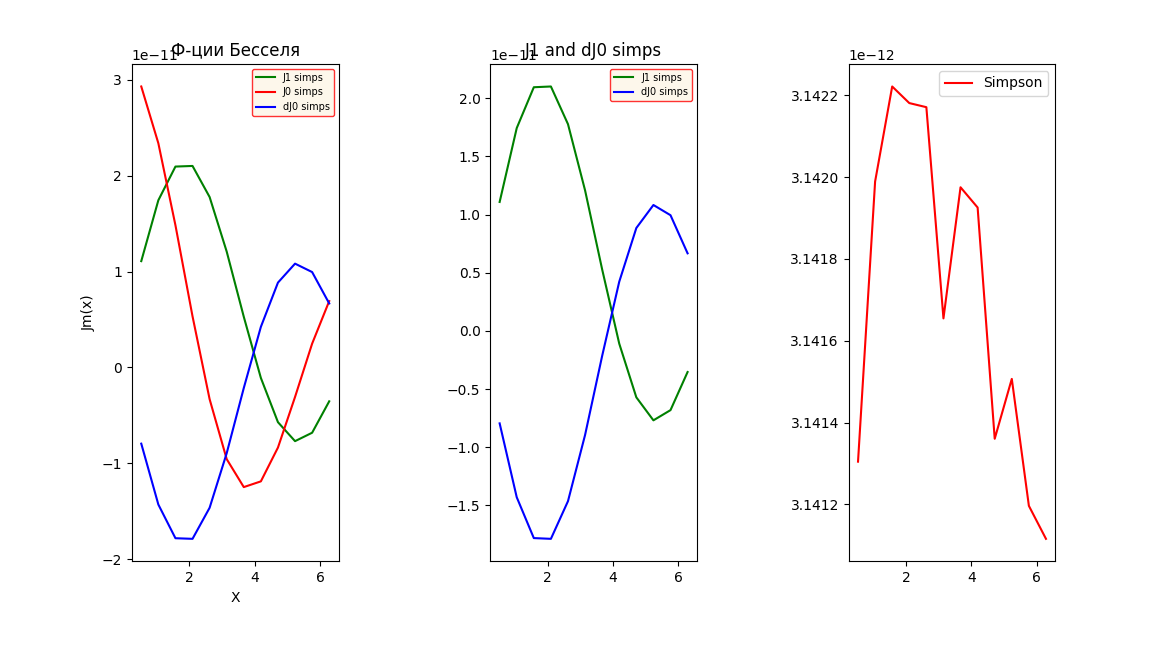 Ф-ции Бесселя
1e−11
J1 simps
J0 simps
dJ0 simps
3
2
1
0
−1
−2
Jm(x)
2 4 6
X
J1 and dJ0 simps
1e−11
J1 simps
dJ0 simps
2.0
1.5
1.0
0.5
0.0
−0.5
−1.0
−1.5
2 4 6
1e−12
Simpson
3.14222
3.1420
3.1418
3.1416
3.1414
3.1412
2 4 6